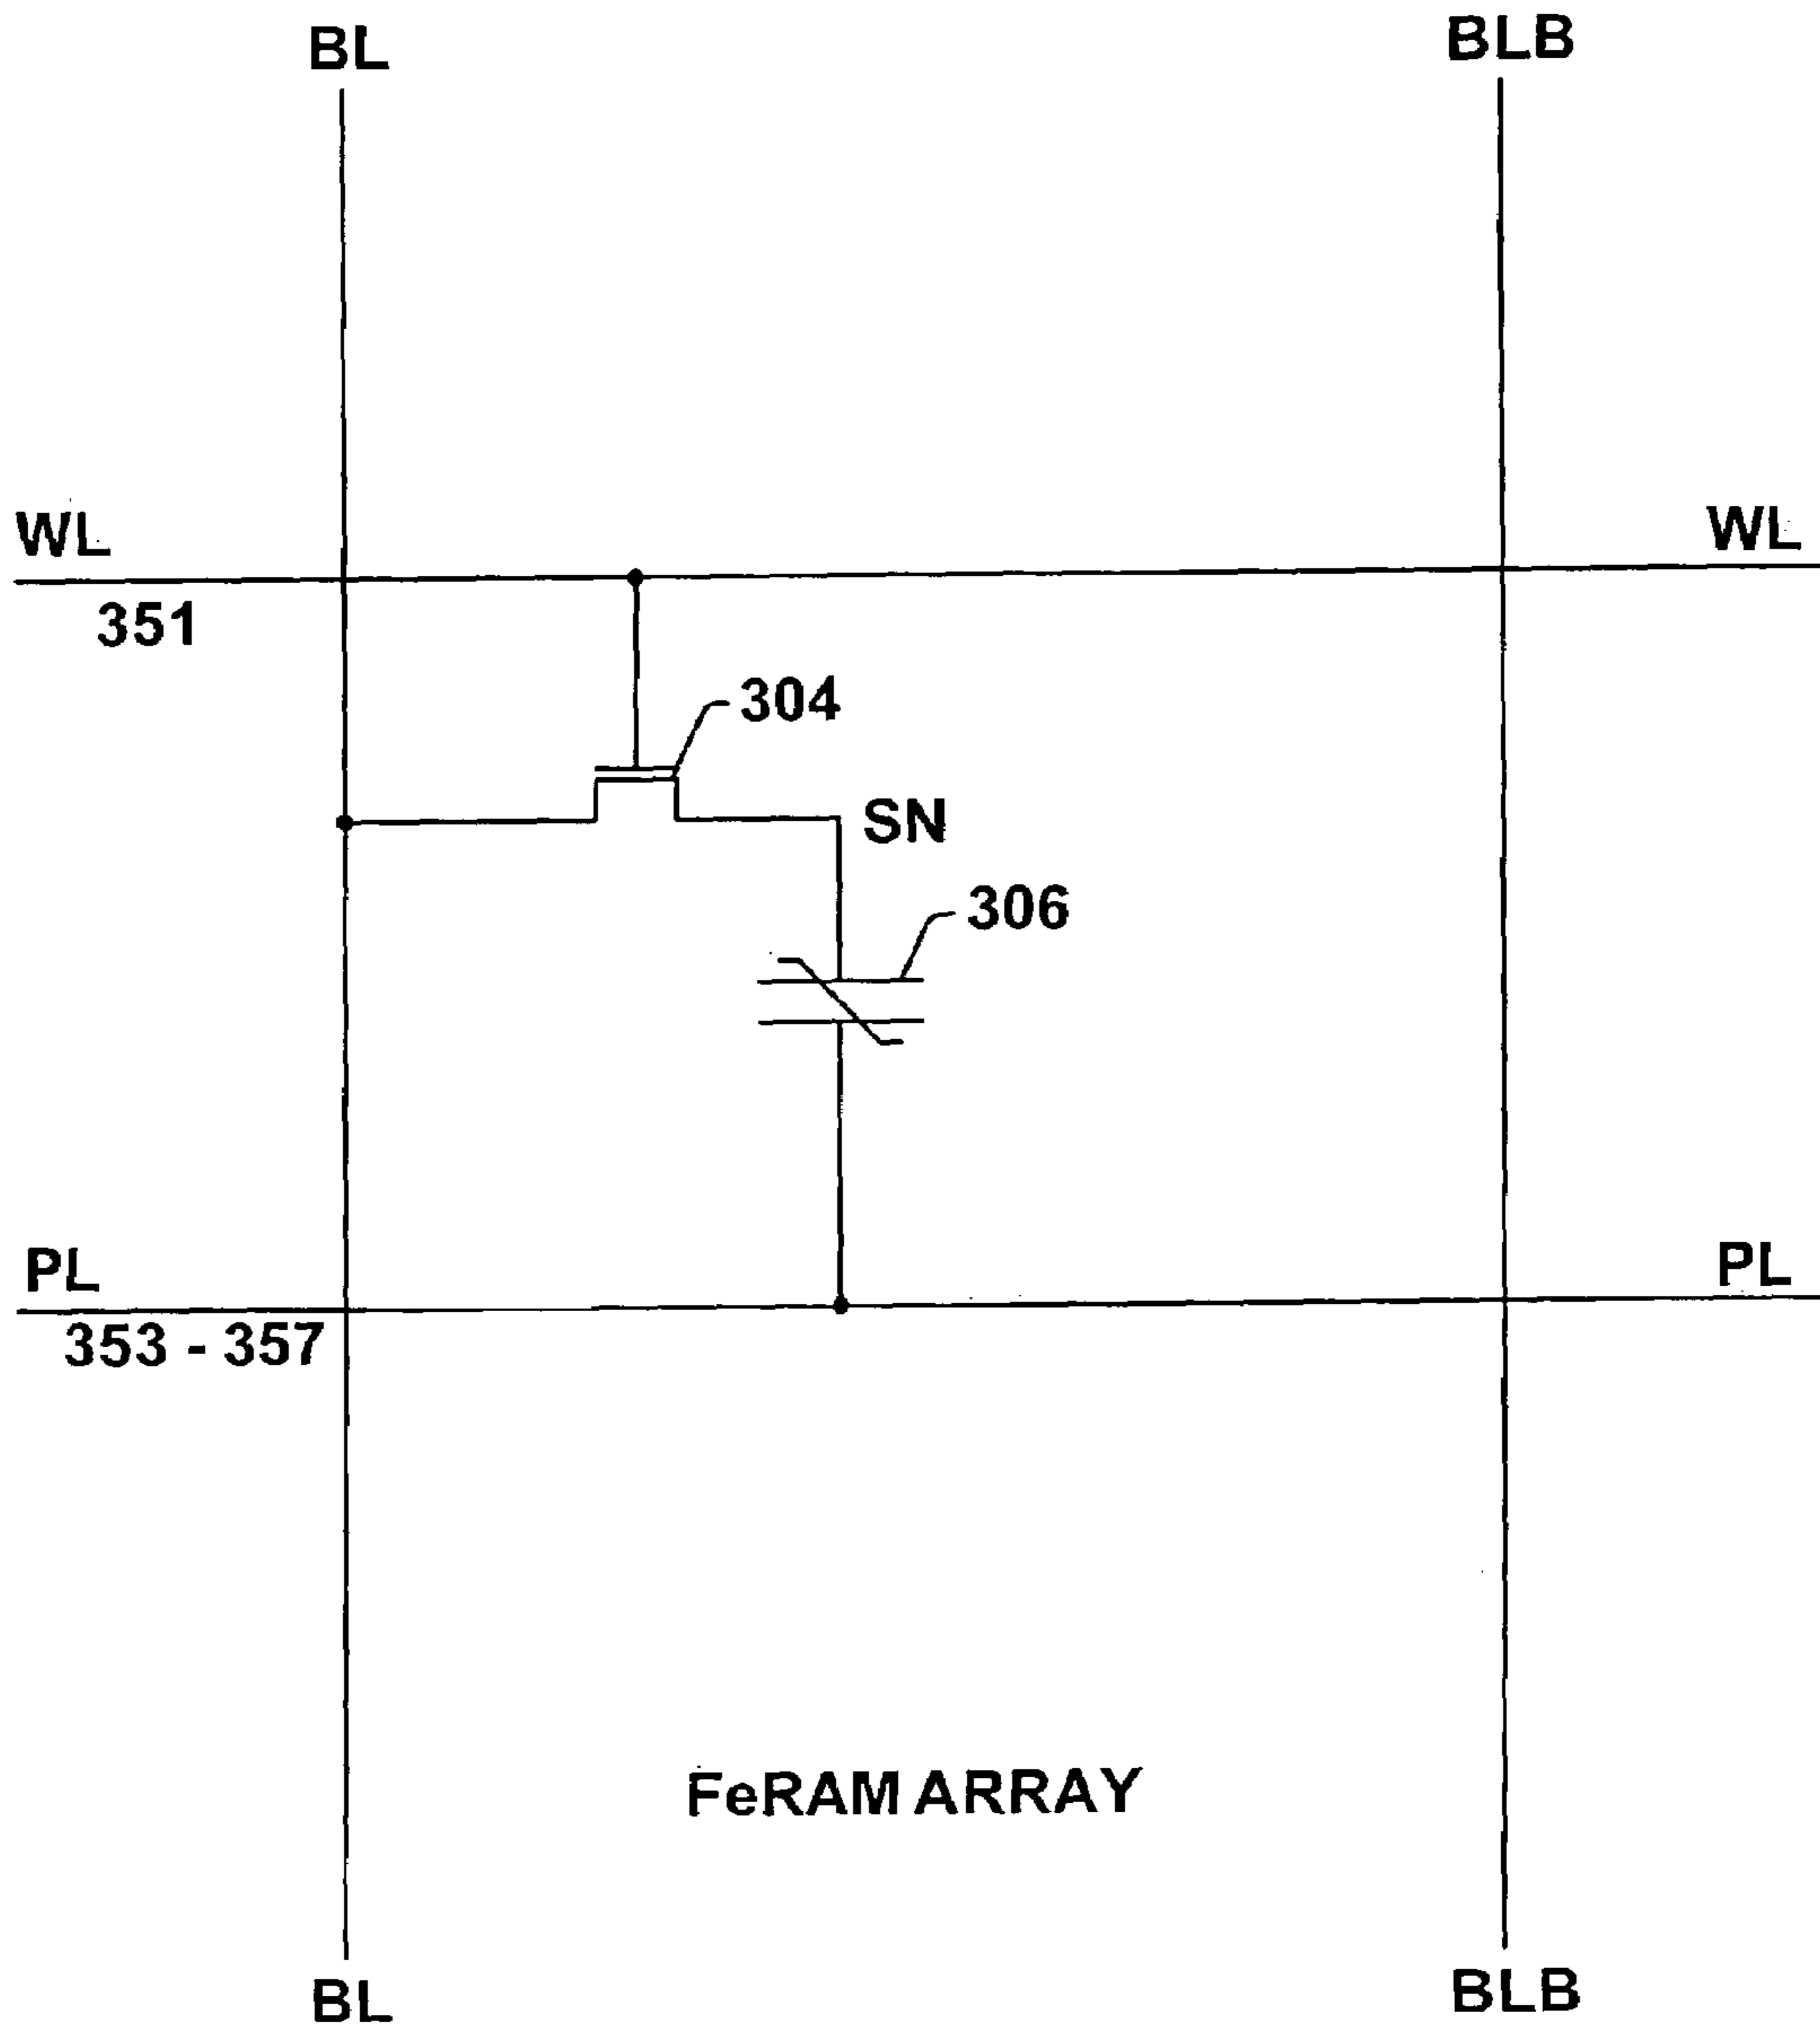 BL BLB
WL WL
351
304
SN
306
PL PL
353 - 357
FeRAM ARRAY
BL BLB